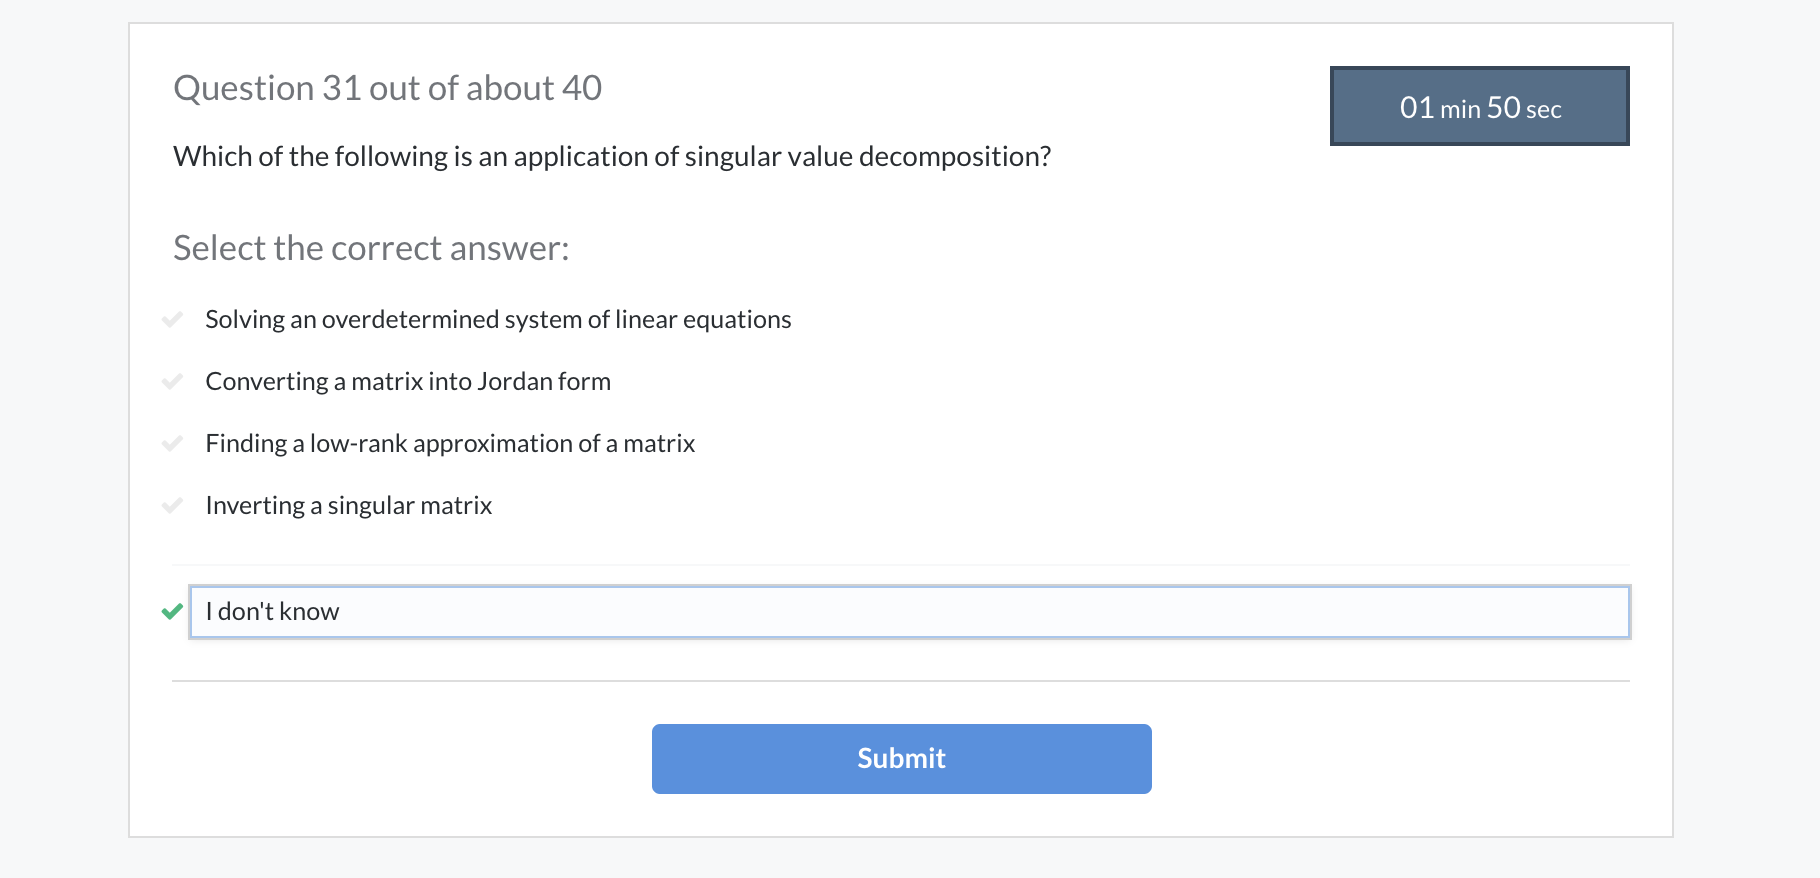 Question 31 out of about 40
01 min 50 sec
Which of the following is an application of singular value decomposition?
Select the correct answer:
Solving an overdetermined system of linear equations
Converting a matrix into Jordan form
Finding a low-rank approximation of a matrix
Inverting a singular matrix
I don't know
Submit